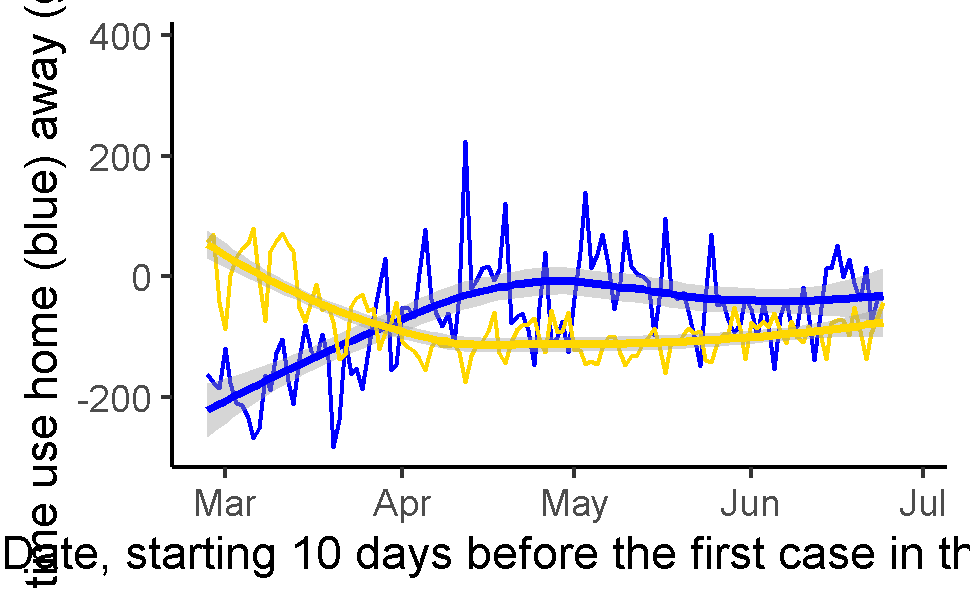 time use home (blue) away (
400
200
0
-200
Mar Apr May Jun Jul
Date, starting 10 days before the first case in th